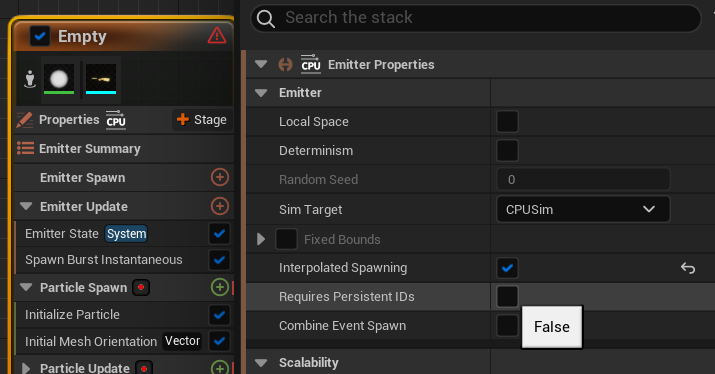 Empty
Properties CPU Stage
Emitter Summary
Emitter Spawn
Emitter Update
Emitter State System
Spawn Burst Instantaneous
Particle Spawn
Initialize Particle
Initial Mesh Orientation Vector
Particle Update
Search the stack
CPU Emitter Properties
Emitter
Local Space
Determinism
Random Seed 0
Sim Target CPUSim
Fixed Bounds
Interpolated Spawning
Requires Persistent IDs
Combine Event Spawn False
Scalability